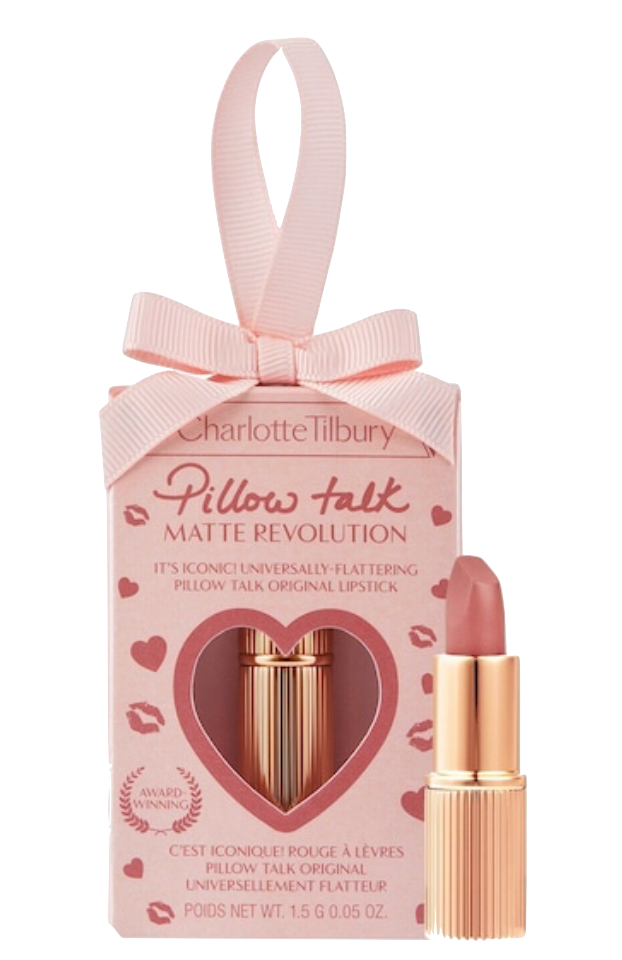 CharlotteTilbury
Pillow talk
MATTE REVOLUTION
IT'S ICONIC! UNIVERSALLY-FLATTERING
PILLOW TALK ORIGINAL LIPSTICK
AWARD-
WINNING
C'EST ICONIQUE! ROUGE À LÈVRES
PILLOW TALK ORIGINAL
UNIVERSELLEMENT FLATTEUR
POIDS NET WT. 1.5 G 0.05 OZ.